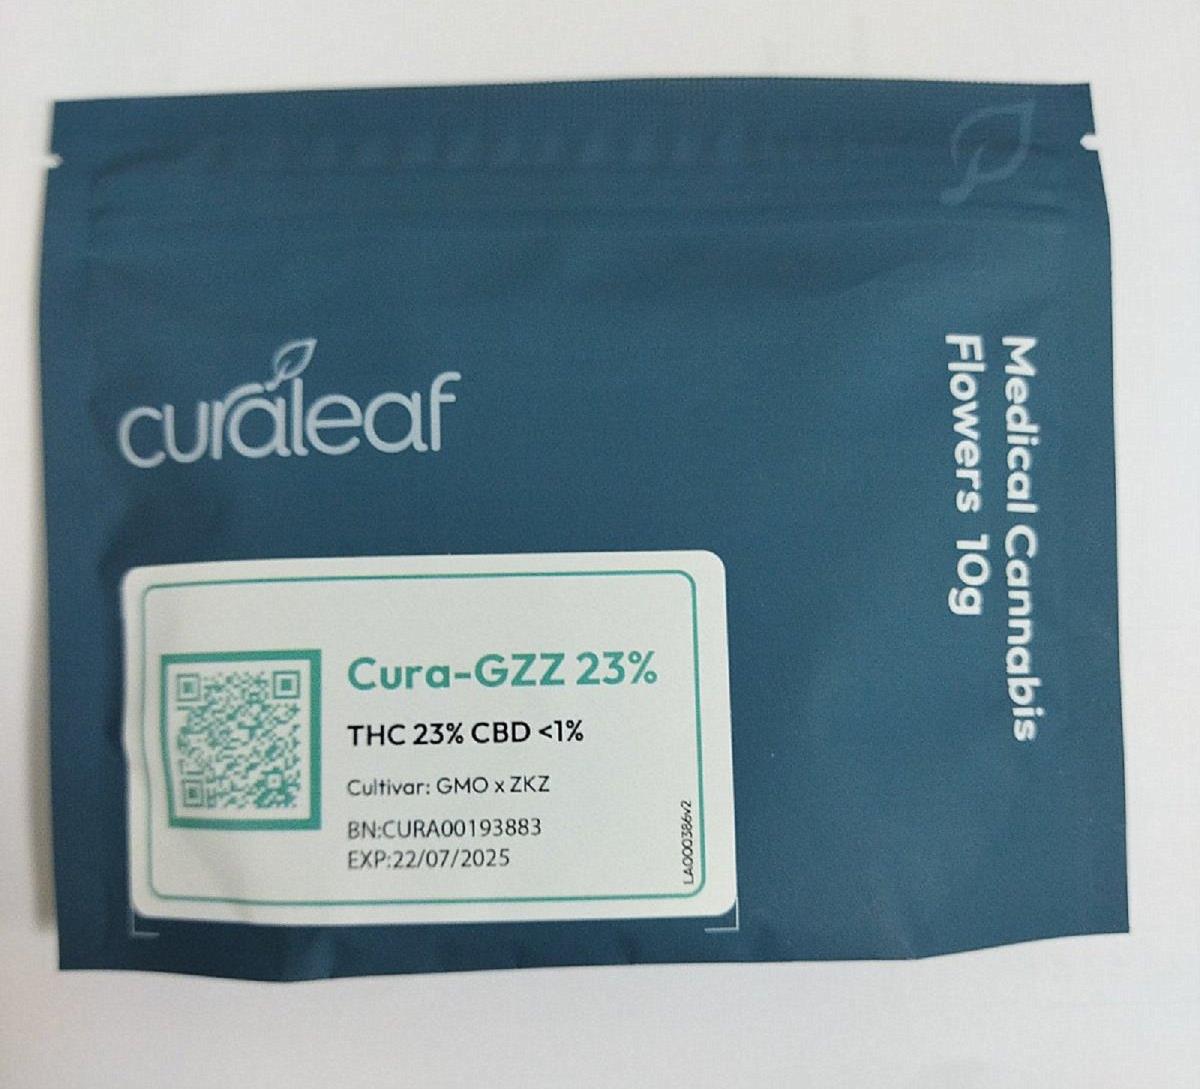 curaleaf
Medical Cannabis
Flowers 10g
Cura-GZZ 23%
THC 23% CBD <1%
Cultivar: GMO x ZKZ
BN:CURA00193883
EXP:22/07/2025
LA000386v2